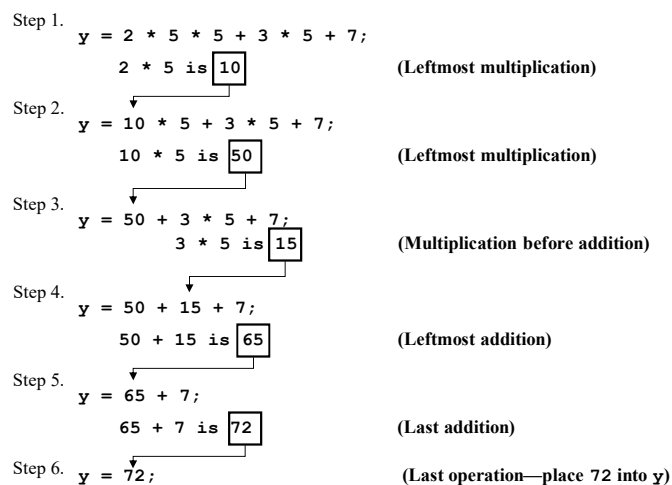 Step 1.
y = 2 * 5 * 5 + 3 * 5 + 7;
2 * 5 is 10 (Leftmost multiplication)
Step 2.
y = 10 * 5 + 3 * 5 + 7;
10 * 5 is 50 (Leftmost multiplication)
Step 3.
y = 50 + 3 * 5 + 7;
3 * 5 is 15 (Multiplication before addition)
Step 4.
y = 50 + 15 + 7;
50 + 15 is 65 (Leftmost addition)
Step 5.
y = 65 + 7;
65 + 7 is 72 (Last addition)
Step 6. y = 72; (Last operation—place 72 into y)